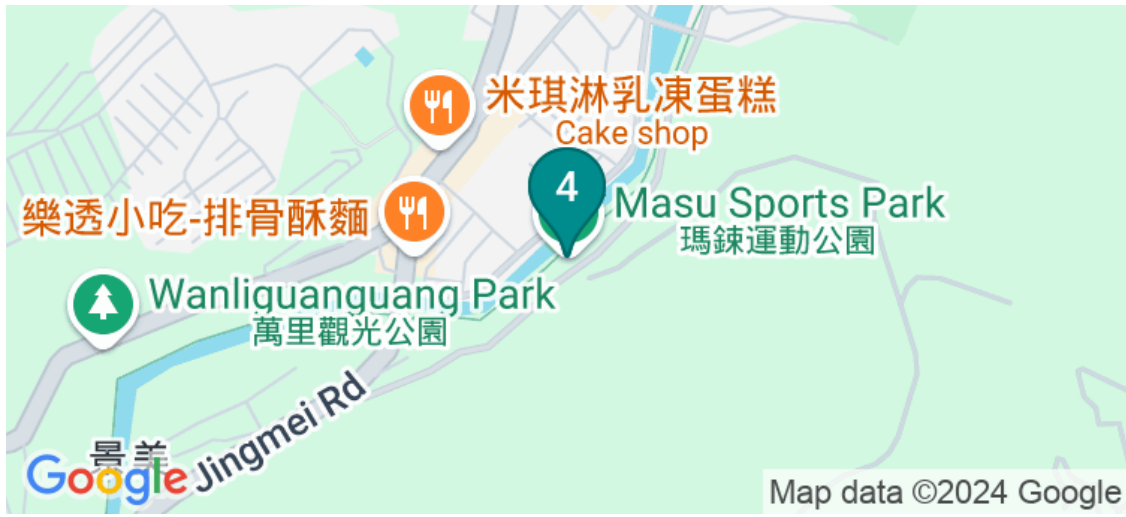 米琪淋乳凍蛋糕
Cake shop
4
Masu Sports Park
瑪鋉運動公園
樂透小吃-排骨酥麵
Wanliguanguang Park
萬里觀光公園
Jingmei Rd
景美
Google
Map data ©2024 Google